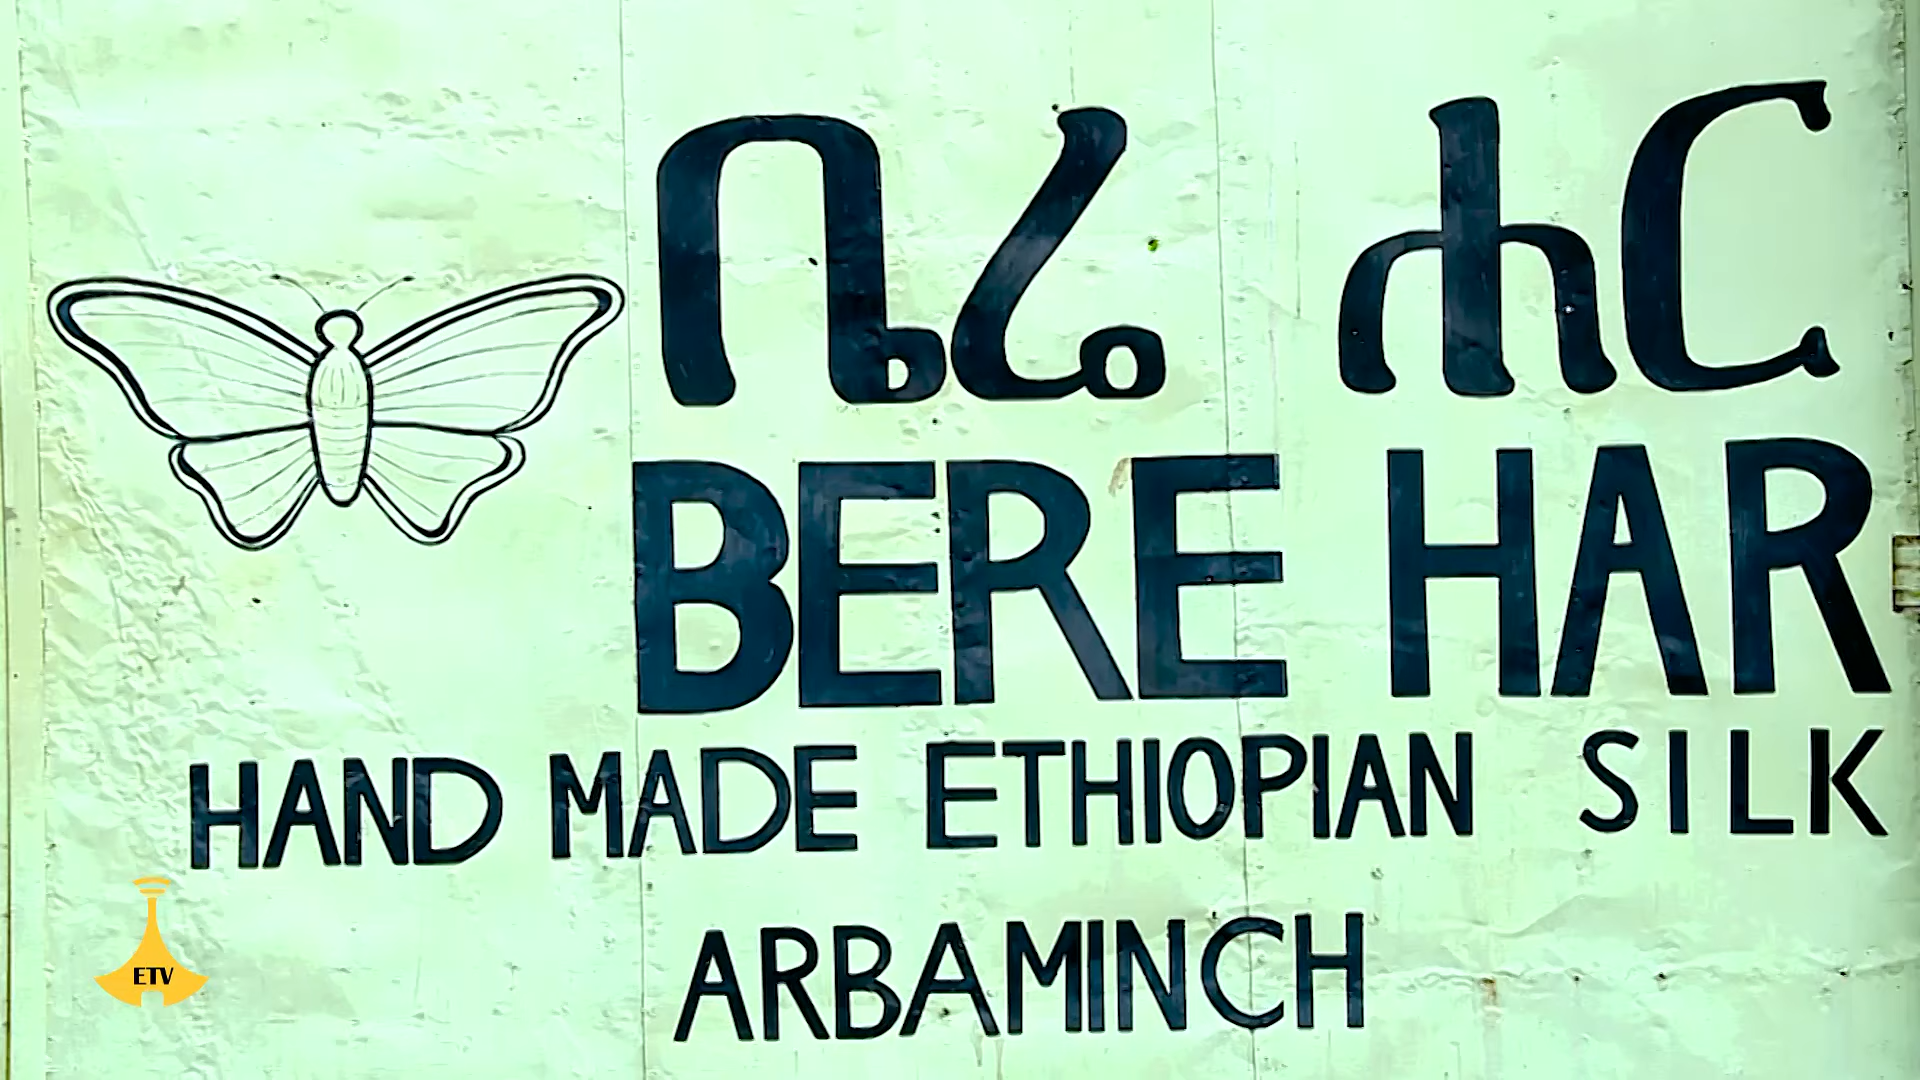 ቤሬ ሐር
BERE HAR
HAND MADE ETHIOPIAN SILK
ARBAMINCH
ETV